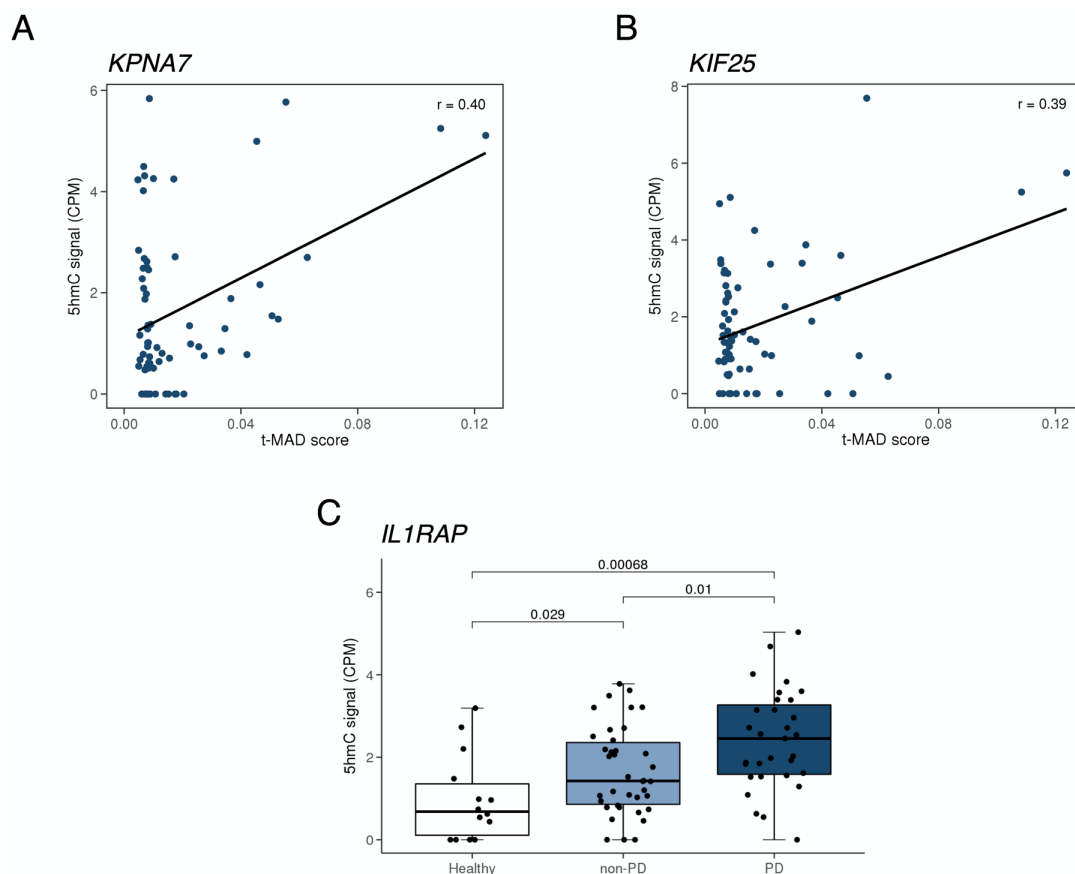 A
KPNA7
r = 0.40
6
4
2
0
5hmC signal (CPM)
0.00 0.04 0.08 0.12
t-MAD score
B
KIF25
r = 0.39
8
6
4
2
0
5hmC signal (CPM)
0.00 0.04 0.08 0.12
t-MAD score
C
IL1RAP
0.00068
0.01
0.029
6
4
2
0
5hmC signal (CPM)
Healthy non-PD PD